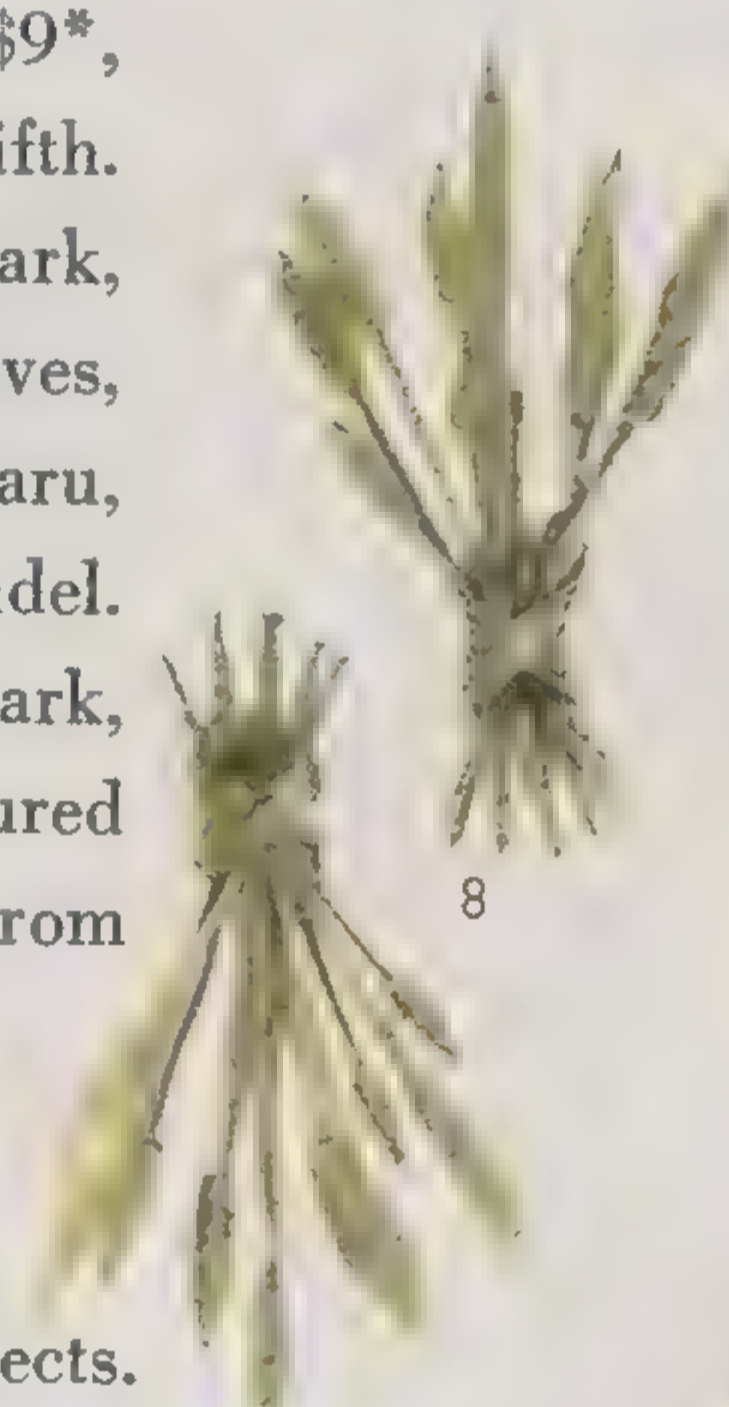 $9*,
ifth.
ark,
ves,
aru,
del.
ark,
ured
8
rom
ects.